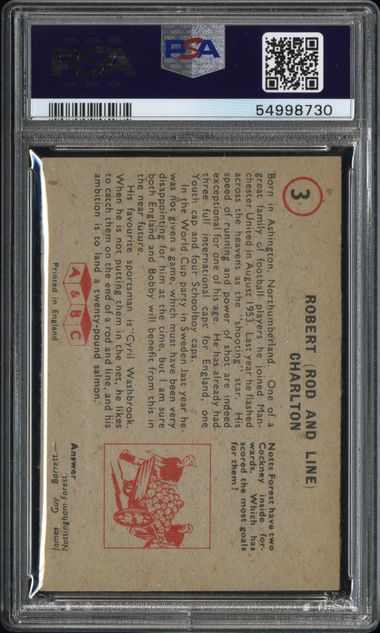 PSA
PSA
54998730
3
ROBERT (ROD AND LINE)
CHARLTON
Born in Ashington, Northumberland. One of a
great family of football players he joined Man-
chester United in August 1953. Last year he flashed
across the heavens as the "shooting" star. His
speed of running and power of shot are indeed
exceptional for one of his age. He has already had
three full international caps for England, one
Youth cap and four Schoolboy caps.
In the World Cup party in Sweden last year he
was not given a game, which must have been very
disappointing for him at the time, but I am sure
both England and Bobby will benefit from this in
the near future.
His favourite sportsman is Cyril Washbrook.
When he is not putting them in the net, he likes
to catch them on the end of a rod and line, and his
ambition is to land a twenty-pound salmon.
A & B C
Printed in England
Notts Forest have two
Cockney inside for-
wards. Which has
scored the most goals
for them?
Answer
Nottingham Forest.